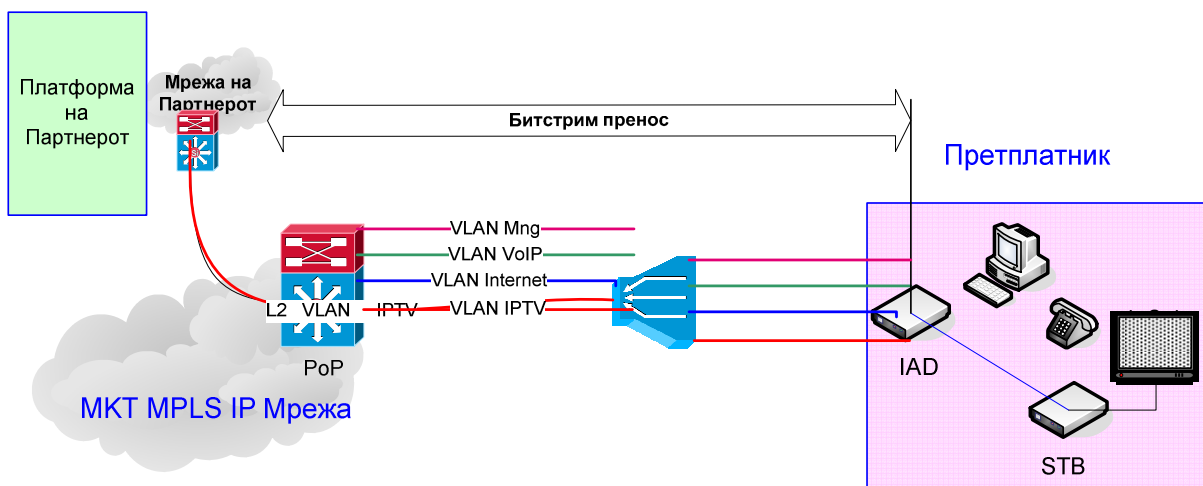 Платформа
на
Партнерот
Мрежа на
Партнерот
Битстрим пренос
Претплатник
VLAN Mng
VLAN VoIP
VLAN Internet
L2 VLAN IPTV
VLAN IPTV
PoP
MKT MPLS IP Мрежа
IAD
STB